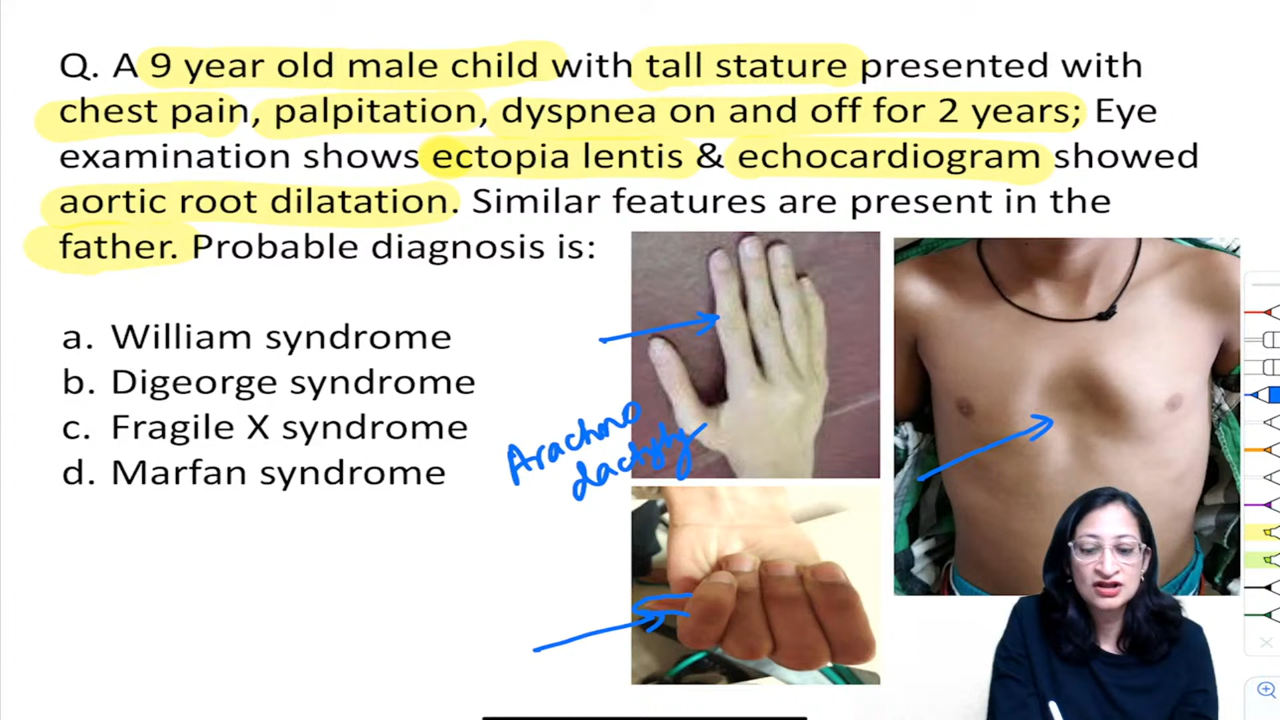 Q. A 9 year old male child with tall stature presented with
chest pain, palpitation, dyspnea on and off for 2 years; Eye
examination shows ectopia lentis & echocardiogram showed
aortic root dilatation. Similar features are present in the
father. Probable diagnosis is:
a. William syndrome
b. Digeorge syndrome
c. Fragile X syndrome
d. Marfan syndrome
Arachno
dactyly